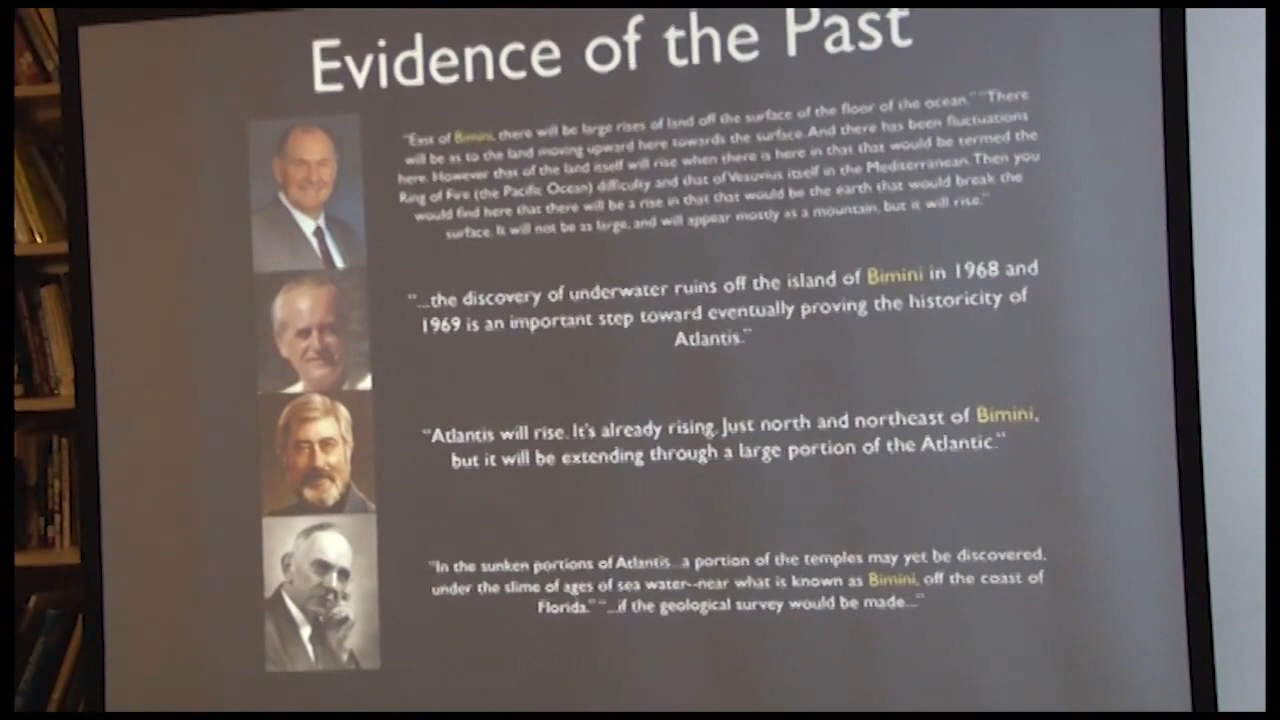 Evidence of the Past
"East of Bimini, there will be large rises of land off the surface of the floor of the ocean." "There
will be as to the land moving upward here towards the surface. And there has been fluctuations
here. However that of the land itself will rise when there is here in that that would be termed the
Ring of Fire (the Pacific Ocean) difficulty and that of Vesuvius itself in the Mediterranean. Then you
would find here that there will be a rise in that that would be the earth that would break the
surface. It will not be as large, and will appear mostly as a mountain, but it will rise."
"...the discovery of underwater ruins off the island of Bimini in 1968 and
1969 is an important step toward eventually proving the historicity of
Atlantis."
"Atlantis will rise. It's already rising. Just north and northeast of Bimini,
but it will be extending through a large portion of the Atlantic."
"In the sunken portions of Atlantis...a portion of the temples may yet be discovered,
under the slime of ages of sea water--near what is known as Bimini, off the coast of
Florida." "...if the geological survey would be made..."